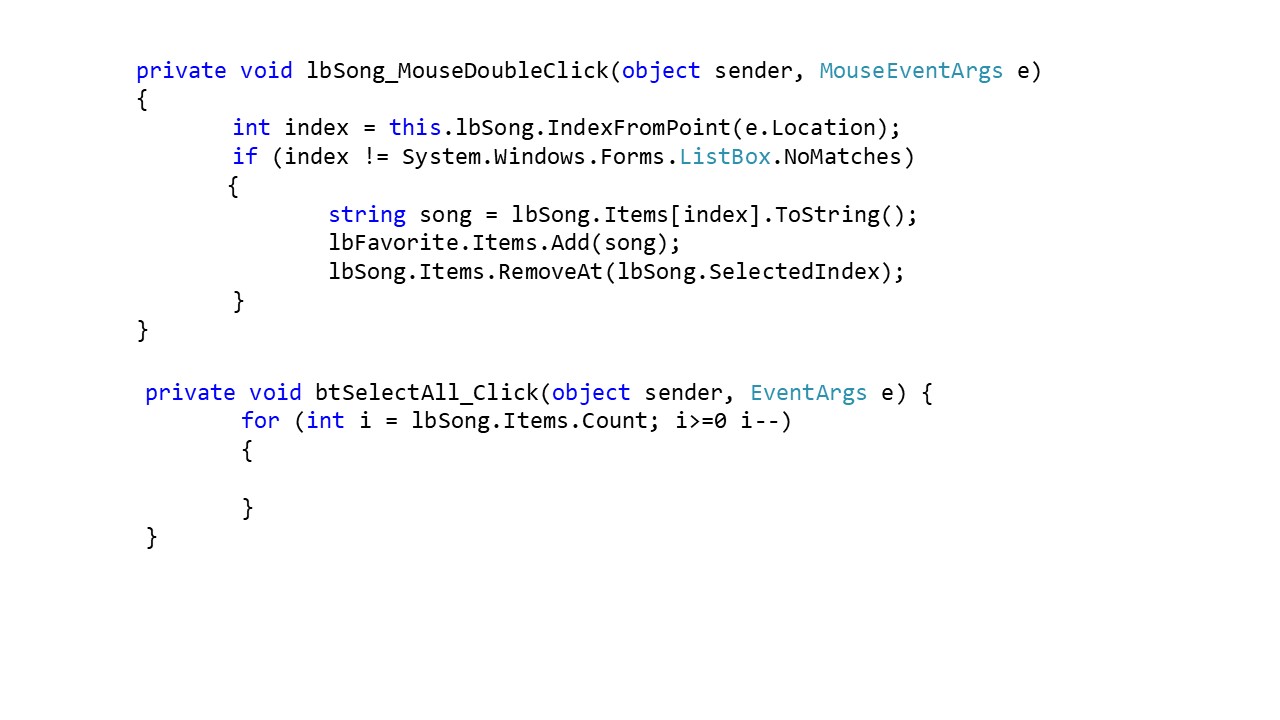 private void lbSong_MouseDoubleClick(object sender, MouseEventArgs e)
{
int index = this.lbSong.IndexFromPoint(e.Location);
if (index != System.Windows.Forms.ListBox.NoMatches)
{
string song = lbSong.Items[index].ToString();
lbFavorite.Items.Add(song);
lbSong.Items.RemoveAt(lbSong.SelectedIndex);
}
}
private void btSelectAll_Click(object sender, EventArgs e) {
for (int i = lbSong.Items.Count; i>=0 i--)
{
}
}